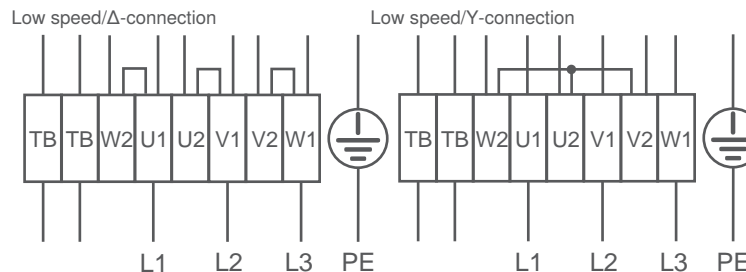 Low speed/Δ-connection Low speed/Y-connection
TB TB W2 U1 U2 V1 V2 W1 TB TB W2 U1 U2 V1 V2 W1
L1 L2 L3 PE L1 L2 L3 PE